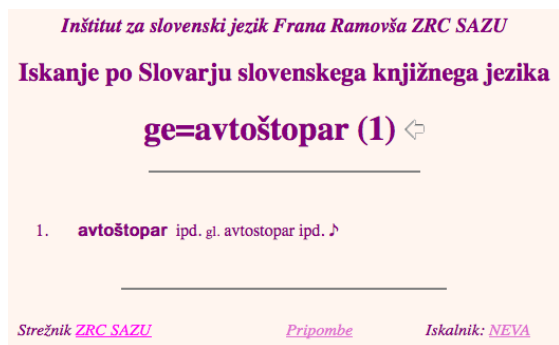 Inštitut za slovenski jezik Frana Ramovša ZRC SAZU
Iskanje po Slovarju slovenskega knjižnega jezika
ge=avtoštopar (1)
1. avtoštopar ipd. gl. avtostopar ipd. ♪
Strežnik ZRC SAZU Pripombe Iskalnik: NEVA